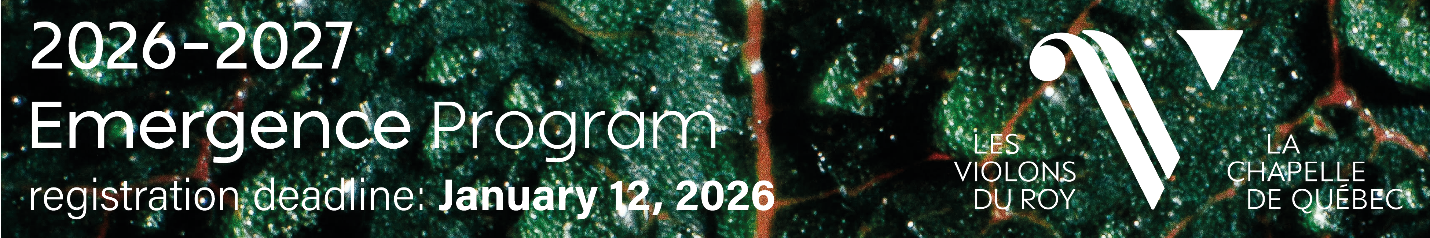 2026–2027
Emergence Program
registration deadline: January 12, 2026
LES
VIOLONS
DU ROY
LA
CHAPELLE
DE QUÉBEC